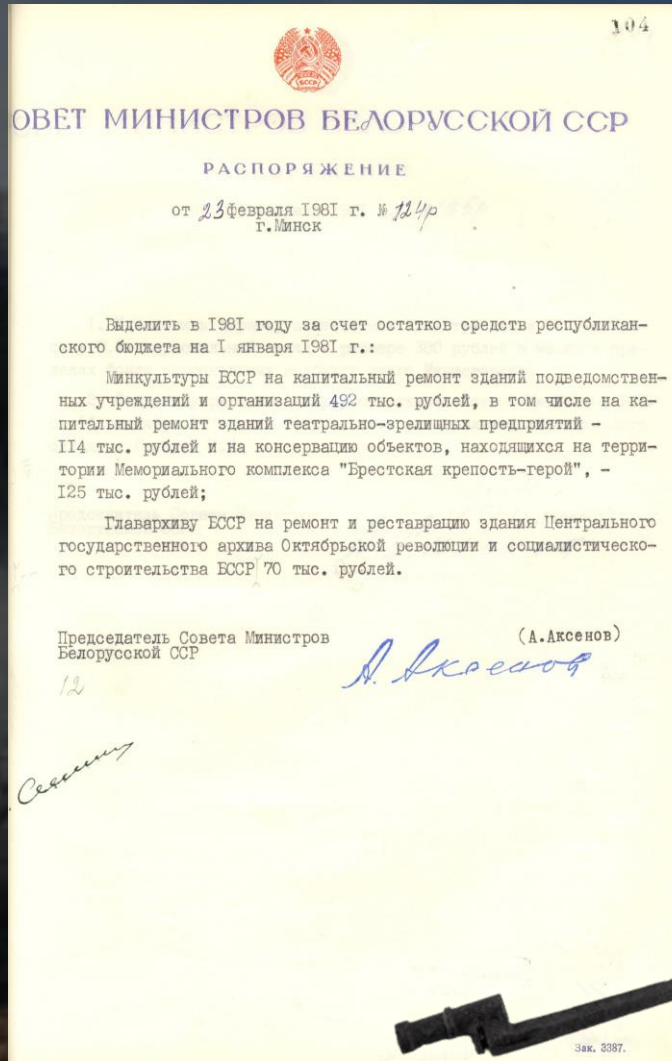 104
БССР
ОВЕТ МИНИСТРОВ БЕЛОРУССКОЙ ССР
РАСПОРЯЖЕНИЕ
от 23 февраля 1981 г. № 124р
г.Минск
Выделить в 1981 году за счет остатков средств республикан-
ского бюджета на 1 января 1981 г.:
Минкультуры БССР на капитальный ремонт зданий подведомствен-
ных учреждений и организаций 492 тыс. рублей, в том числе на ка-
питальный ремонт зданий театрально-зрелищных предприятий -
114 тыс. рублей и на консервацию объектов, находящихся на терри-
тории Мемориального комплекса "Брестская крепость-герой", -
125 тыс. рублей;
Главархиву БССР на ремонт и реставрацию здания Центрального
государственного архива Октябрьской революции и социалистическо-
го строительства БССР 70 тыс. рублей.
Председатель Совета Министров
Белорусской ССР
(А.Аксенов)
А. Аксенов
12
Зак. 3387.